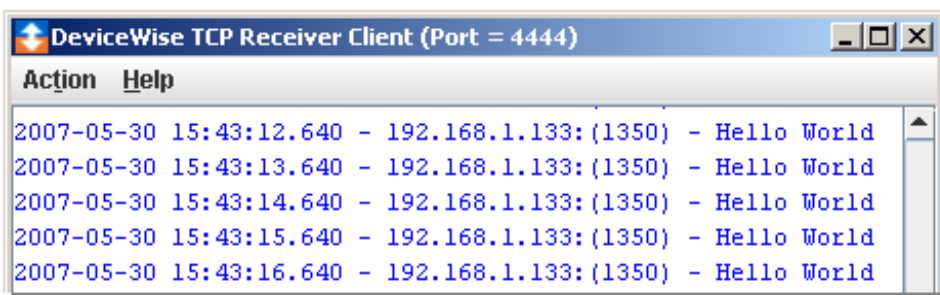 DeviceWise TCP Receiver Client (Port = 4444)
Action Help
2007-05-30 15:43:12.640 - 192.168.1.133:(1350) - Hello World
2007-05-30 15:43:13.640 - 192.168.1.133:(1350) - Hello World
2007-05-30 15:43:14.640 - 192.168.1.133:(1350) - Hello World
2007-05-30 15:43:15.640 - 192.168.1.133:(1350) - Hello World
2007-05-30 15:43:16.640 - 192.168.1.133:(1350) - Hello World